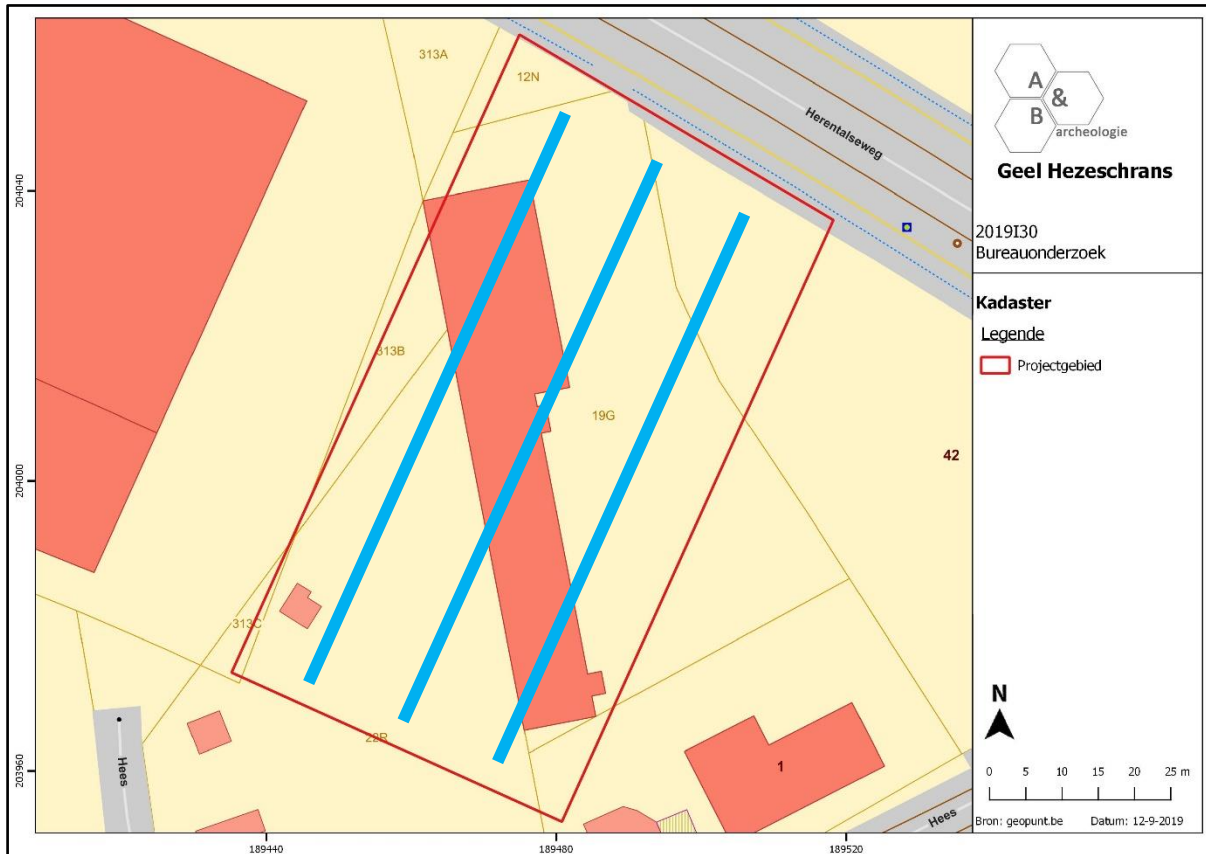 313A
12N
Herentalseweg
313B
19G
42
313C
22R
Hees
1
Hees
204040
204000
203960
189440
189480
189520
A
&
B
archeologie
Geel Hezeschrans
2019I30
Bureauonderzoek
Kadaster
Legende
Projectgebied
N
0 5 10 15 20 25 m
Bron: geopunt.be Datum: 12-9-2019